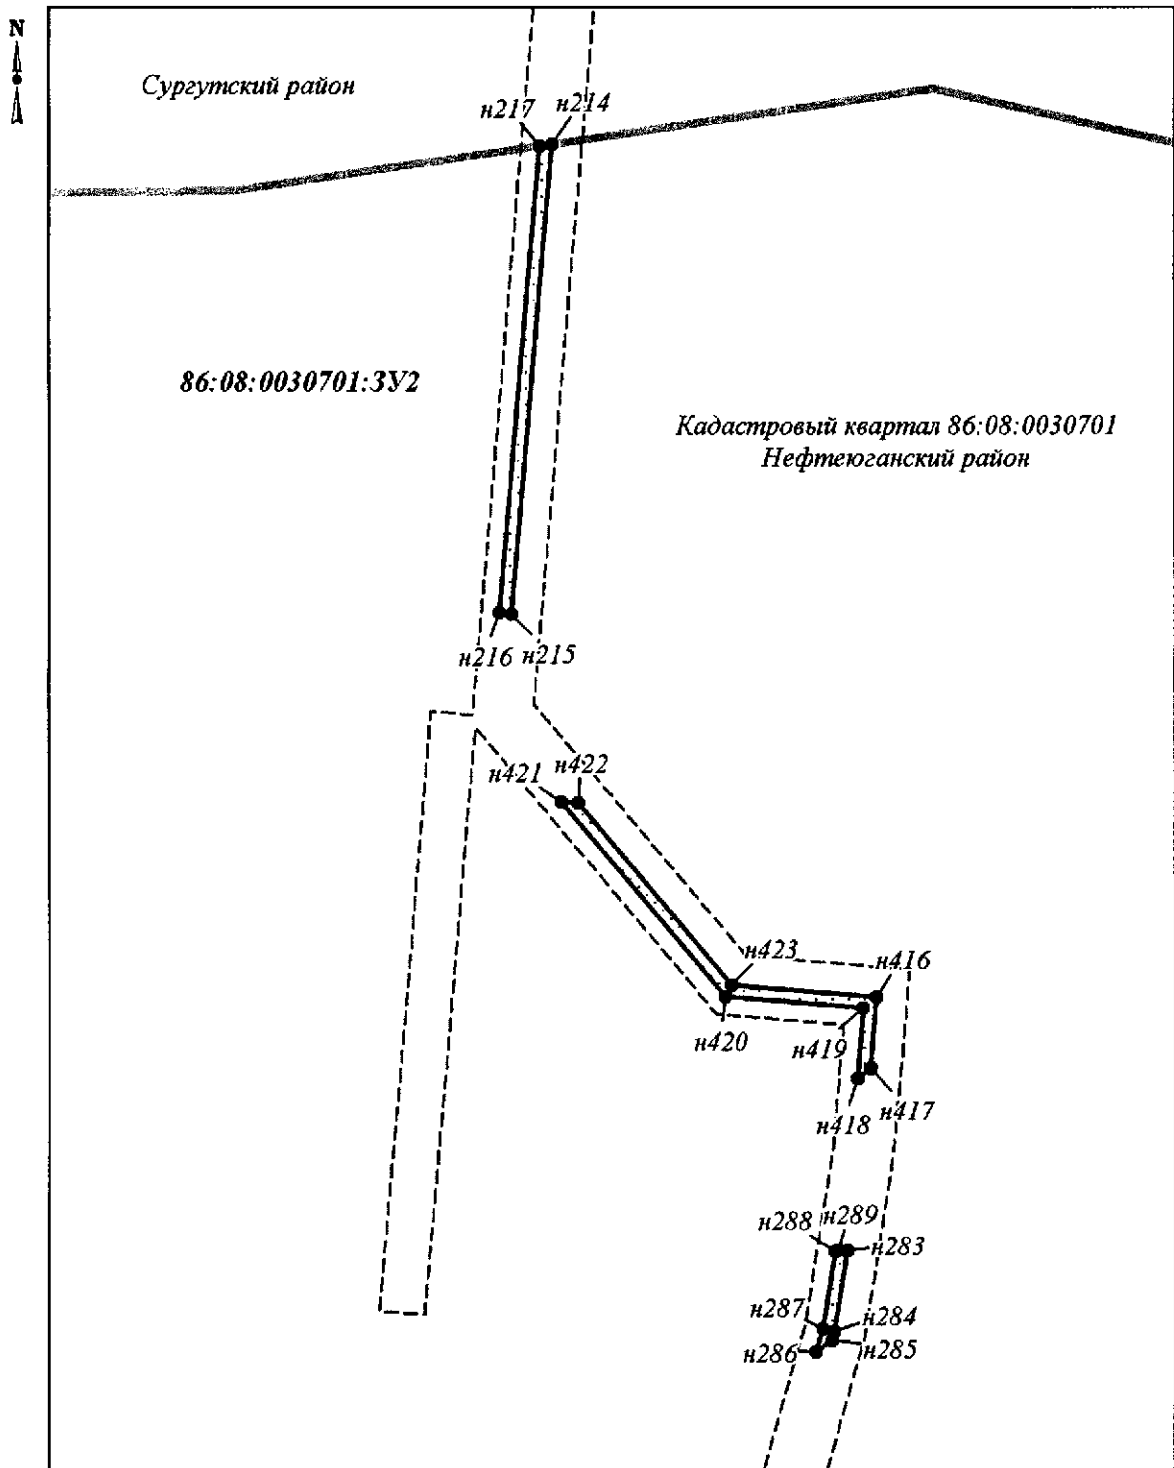 N
Сургутский район
н217
н214
86:08:0030701:ЗУ2
Кадастровый квартал 86:08:0030701
Нефтеюганский район
н216
н215
н421
н422
н423
н416
н420
н419
н418
н417
н288
н289
н283
н287
н284
н286
н285